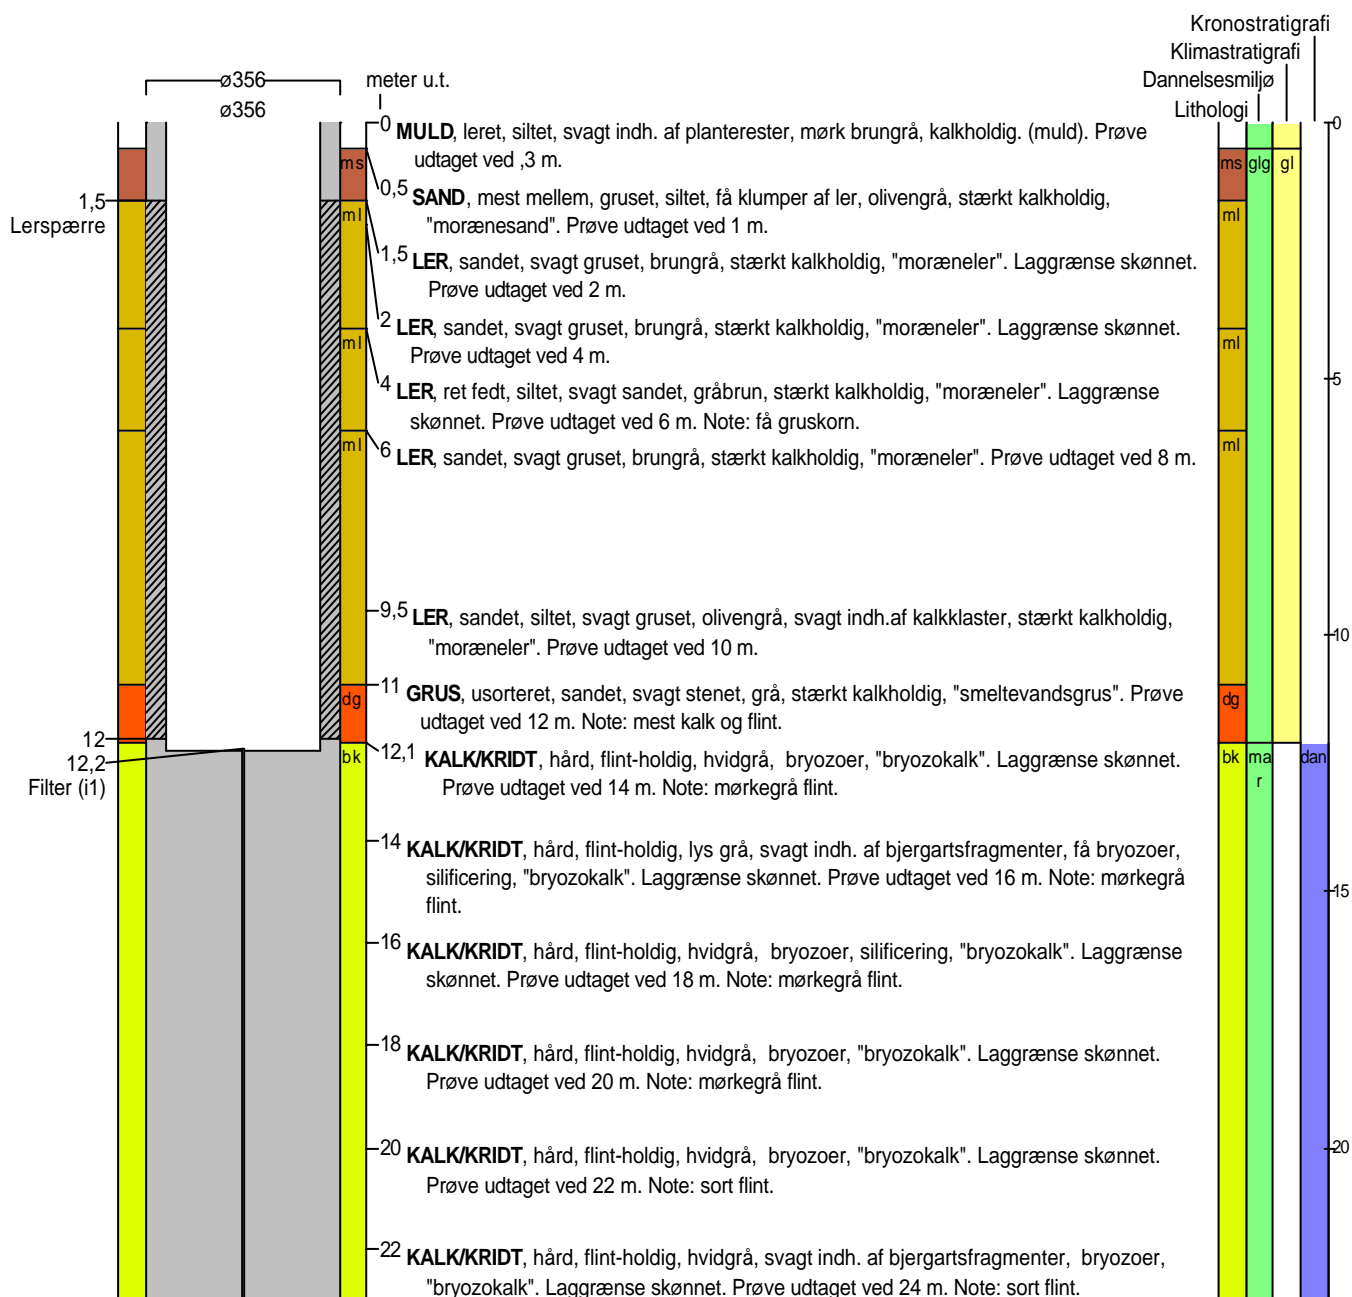 Kronostratigrafi
Klimastratigrafi
Dannelsesmiljø
Lithologi
ø356
ø356
meter u.t.
0 MULD, leret, siltet, svagt indh. af planterester, mørk brungrå, kalkholdig. (muld). Prøve
udtaget ved ,3 m.
0
ms
ms
glg
gl
0,5 SAND, mest mellem, gruset, siltet, få klumper af ler, olivengrå, stærkt kalkholdig,
"morænesand". Prøve udtaget ved 1 m.
1,5
Lerspærre
ml
ml
1,5 LER, sandet, svagt gruset, brungrå, stærkt kalkholdig, "moræneler". Laggrænse skønnet.
Prøve udtaget ved 2 m.
2 LER, sandet, svagt gruset, brungrå, stærkt kalkholdig, "moræneler". Laggrænse skønnet.
Prøve udtaget ved 4 m.
ml
ml
4 LER, ret fedt, siltet, svagt sandet, gråbrun, stærkt kalkholdig, "moræneler". Laggrænse
skønnet. Prøve udtaget ved 6 m. Note: få gruskorn.
5
ml
ml
6 LER, sandet, svagt gruset, brungrå, stærkt kalkholdig, "moræneler". Prøve udtaget ved 8 m.
9,5 LER, sandet, siltet, svagt gruset, olivengrå, svagt indh.af kalkklaster, stærkt kalkholdig,
"moræneler". Prøve udtaget ved 10 m.
10
11 GRUS, usorteret, sandet, svagt stenet, grå, stærkt kalkholdig, "smeltevandsgrus". Prøve
udtaget ved 12 m. Note: mest kalk og flint.
dg
dg
12
12,2
Filter (i1)
bk
bk
ma
r
dan
12,1 KALK/KRIDT, hård, flint-holdig, hvidgrå, bryozoer, "bryozokalk". Laggrænse skønnet.
Prøve udtaget ved 14 m. Note: mørkegrå flint.
14 KALK/KRIDT, hård, flint-holdig, lys grå, svagt indh. af bjergartsfragmenter, få bryozoer,
silificering, "bryozokalk". Laggrænse skønnet. Prøve udtaget ved 16 m. Note: mørkegrå
flint.
15
16 KALK/KRIDT, hård, flint-holdig, hvidgrå, bryozoer, silificering, "bryozokalk". Laggrænse
skønnet. Prøve udtaget ved 18 m. Note: mørkegrå flint.
18 KALK/KRIDT, hård, flint-holdig, hvidgrå, bryozoer, "bryozokalk". Laggrænse skønnet.
Prøve udtaget ved 20 m. Note: mørkegrå flint.
20 KALK/KRIDT, hård, flint-holdig, hvidgrå, bryozoer, "bryozokalk". Laggrænse skønnet.
Prøve udtaget ved 22 m. Note: sort flint.
20
22 KALK/KRIDT, hård, flint-holdig, hvidgrå, svagt indh. af bjergartsfragmenter, bryozoer,
"bryozokalk". Laggrænse skønnet. Prøve udtaget ved 24 m. Note: sort flint.